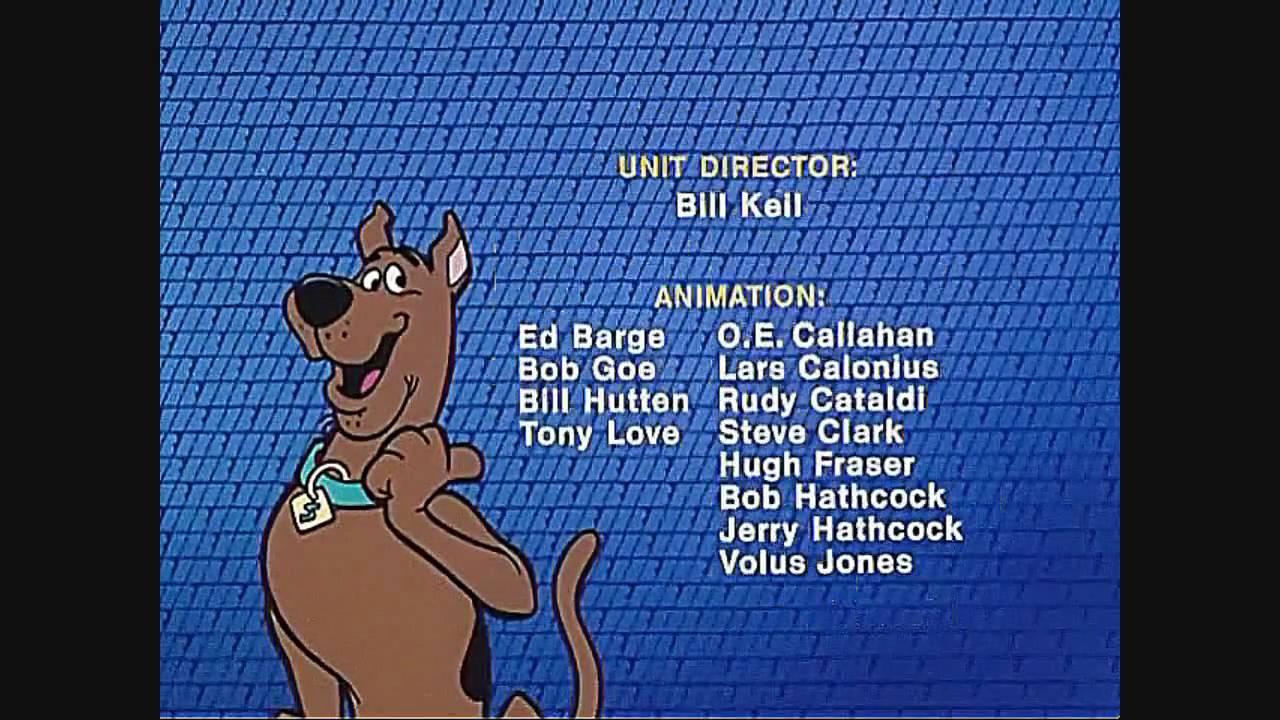 UNIT DIRECTOR:
Bill Keil
ANIMATION:
Ed Barge
Bob Goe
Bill Hutten
Tony Love
O.E. Callahan
Lars Calonius
Rudy Cataldi
Steve Clark
Hugh Fraser
Bob Hathcock
Jerry Hathcock
Volus Jones
S